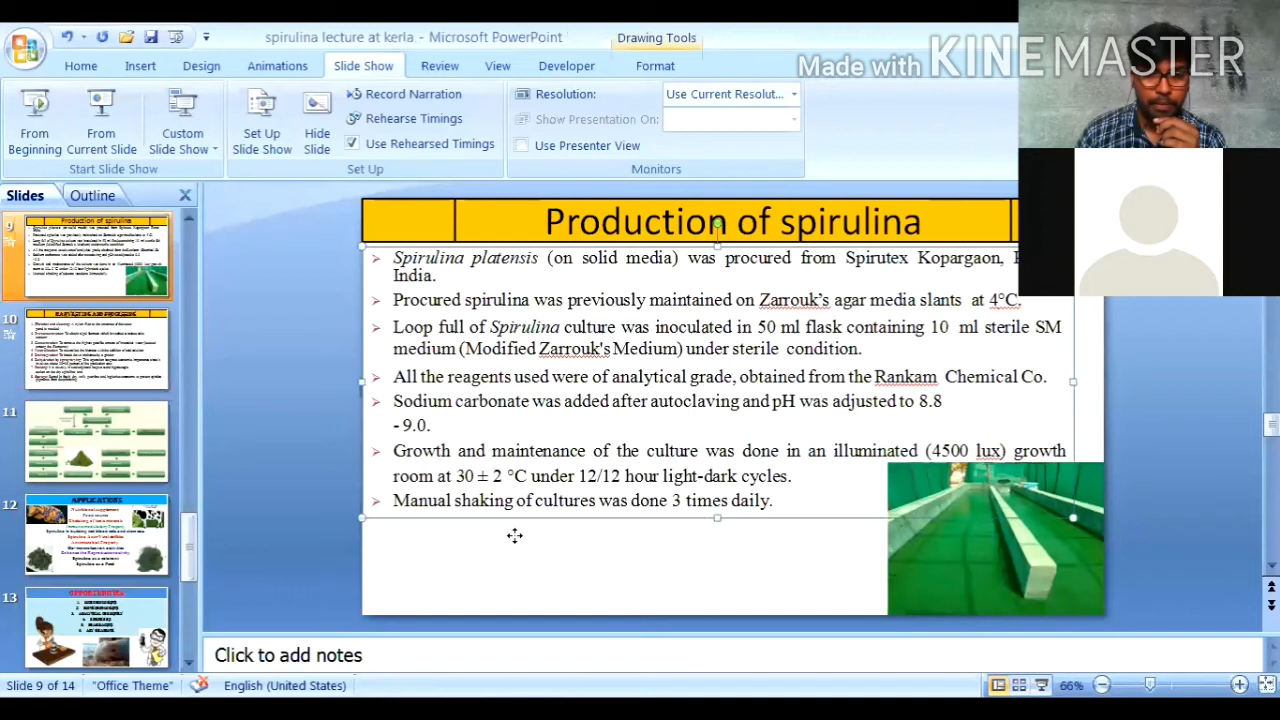 spirulina lecture at kerla - Microsoft PowerPoint
Drawing Tools
Made with KINEMASTER
Home Insert Design Animations Slide Show Review View Developer Format
From Beginning
From Current Slide
Custom Slide Show
Start Slide Show
Set Up Slide Show
Hide Slide
Record Narration
Rehearse Timings
Use Rehearsed Timings
Set Up
Resolution: Use Current Resolut...
Show Presentation On:
Use Presenter View
Monitors
Slides Outline
9
Production of spirulina
10
HARVESTING AND PROCESSING
11
12
APPLICATIONS
13
Production of spirulina
Spirulina platensis (on solid media) was procured from Spirutex Kopargaon,
India.
Procured spirulina was previously maintained on Zarrouk's agar media slants at 4°C.
Loop full of Spirulina culture was inoculated in 50 ml flask containing 10 ml sterile SM
medium (Modified Zarrouk's Medium) under static condition.
All the reagents used were of analytical grade, obtained from the Rankam Chemical Co.
Sodium carbonate was added after autoclaving and pH was adjusted to 8.8
- 9.0.
Growth and maintenance of the culture was done in an illuminated (4500 lux) growth
room at 30 ± 2 °C under 12/12 hour light-dark cycles.
Manual shaking of cultures was done 3 times daily.
Click to add notes
Slide 9 of 14 "Office Theme" English (United States) 66%